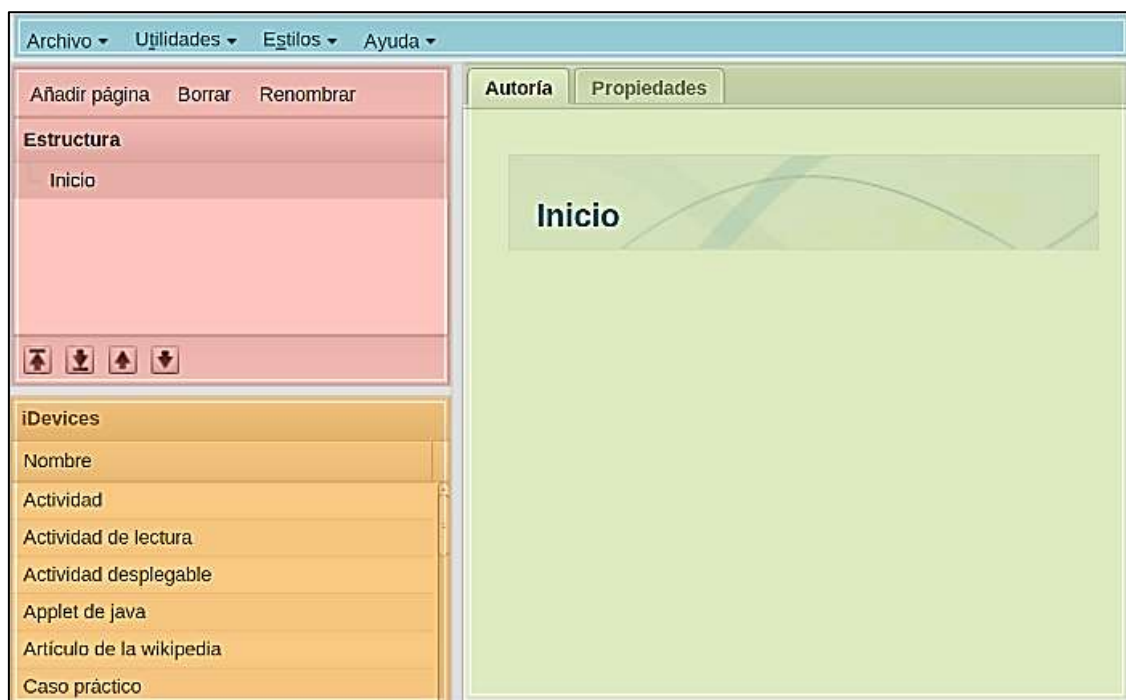 Archivo Utilidades Estilos Ayuda
Añadir página Borrar Renombrar
Estructura
Inicio
iDevices
Nombre
Actividad
Actividad de lectura
Actividad desplegable
Applet de java
Artículo de la wikipedia
Caso práctico
Autoría Propiedades
Inicio